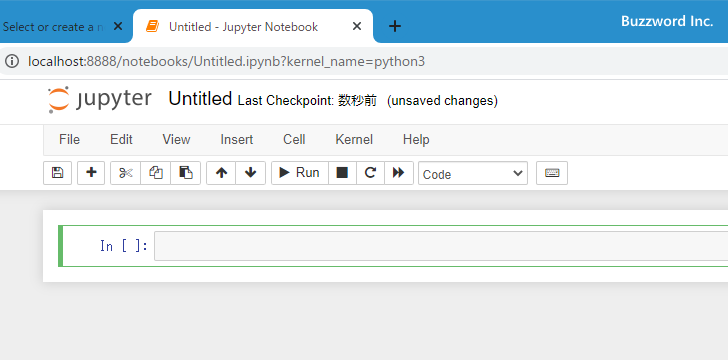 Buzzword Inc.
Select or create a n
Untitled - Jupyter Notebook
localhost:8888/notebooks/Untitled.ipynb?kernel_name=python3
jupyter Untitled Last Checkpoint: 数秒前 (unsaved changes)
File Edit View Insert Cell Kernel Help
Run Code
In [ ]: